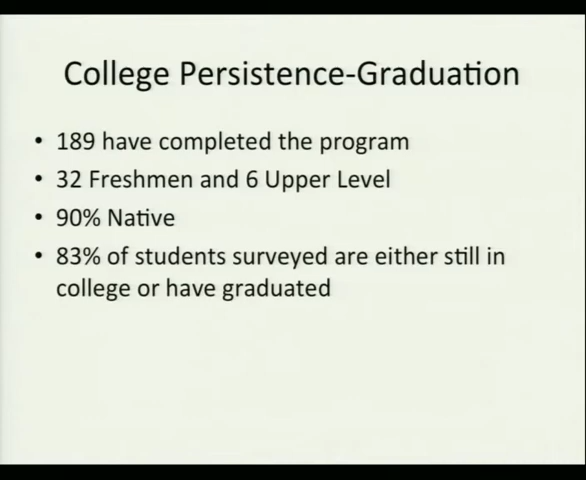 College Persistence-Graduation
• 189 have completed the program
• 32 Freshmen and 6 Upper Level
• 90% Native
• 83% of students surveyed are either still in
college or have graduated